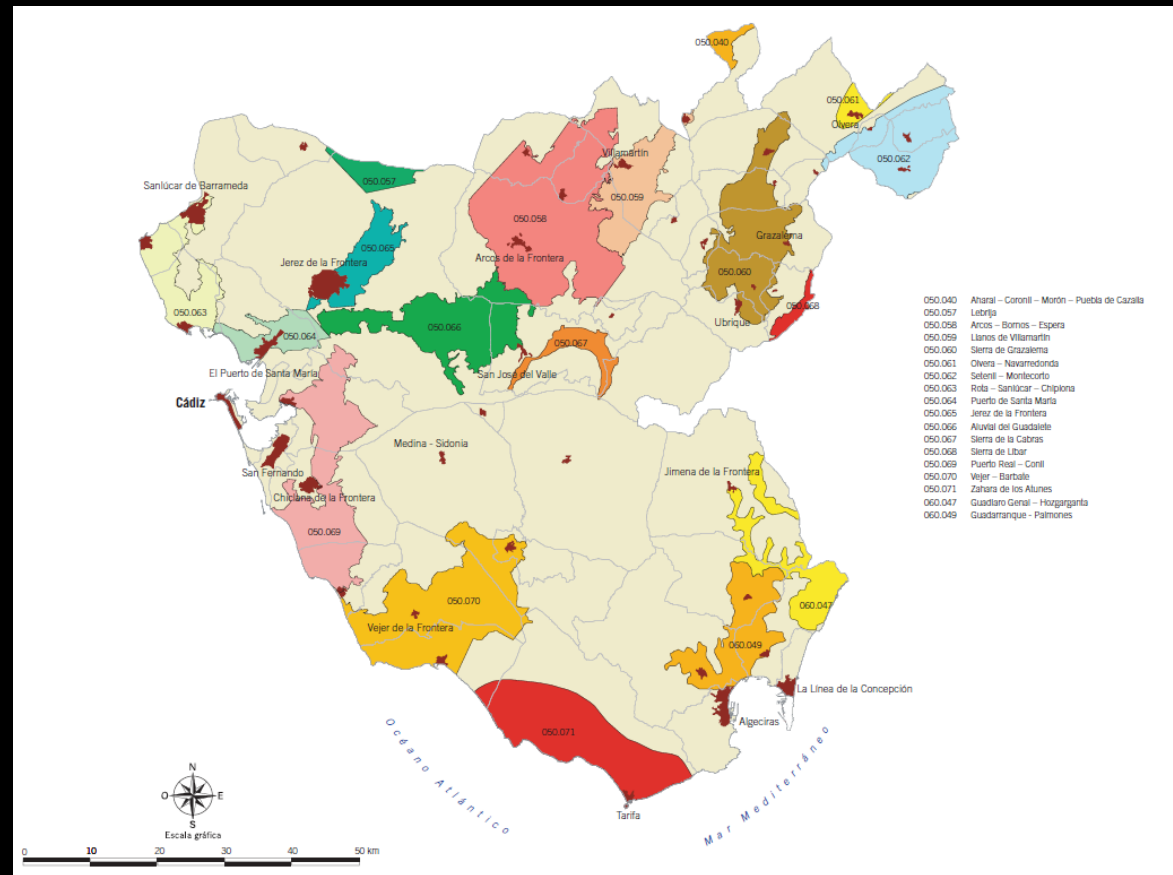 050.040
050.061
Olvera
050.062
Villamartín
050.057
050.059
Sanlúcar de Barrameda
050.058
Grazalema
050.065
Arcos de la Frontera
Jerez de la Frontera
050.060
050.063
050.068
Ubrique
050.066
050.064
050.067
El Puerto de Santa María
San José del Valle
Cádiz
Medina - Sidonia
San Fernando
Jimena de la Frontera
Chiclana de la Frontera
050.069
050.070
060.047
Vejer de la Frontera
060.049
La Línea de la Concepción
Algeciras
050.071
Océano Atlántico
Mar Mediterráneo
Tarifa
050.040 Aharal – Coronil – Morón – Puebla de Cazalla
050.057 Lebrija
050.058 Arcos – Bornos – Espera
050.059 Llanos de Villamartín
050.060 Sierra de Grazalema
050.061 Olvera – Navarredonda
050.062 Setenil – Montecorto
050.063 Rota – Sanlúcar – Chipiona
050.064 Puerto de Santa María
050.065 Jerez de la Frontera
050.066 Aluvial del Guadalete
050.067 Sierra de la Cabras
050.068 Sierra de Líbar
050.069 Puerto Real – Conil
050.070 Vejer – Barbate
050.071 Zahara de los Atunes
060.047 Guadiaro Genal – Hozgarganta
060.049 Guadarranque - Palmones
N
O E
S
Escala gráfica
0 10 20 30 40 50 km